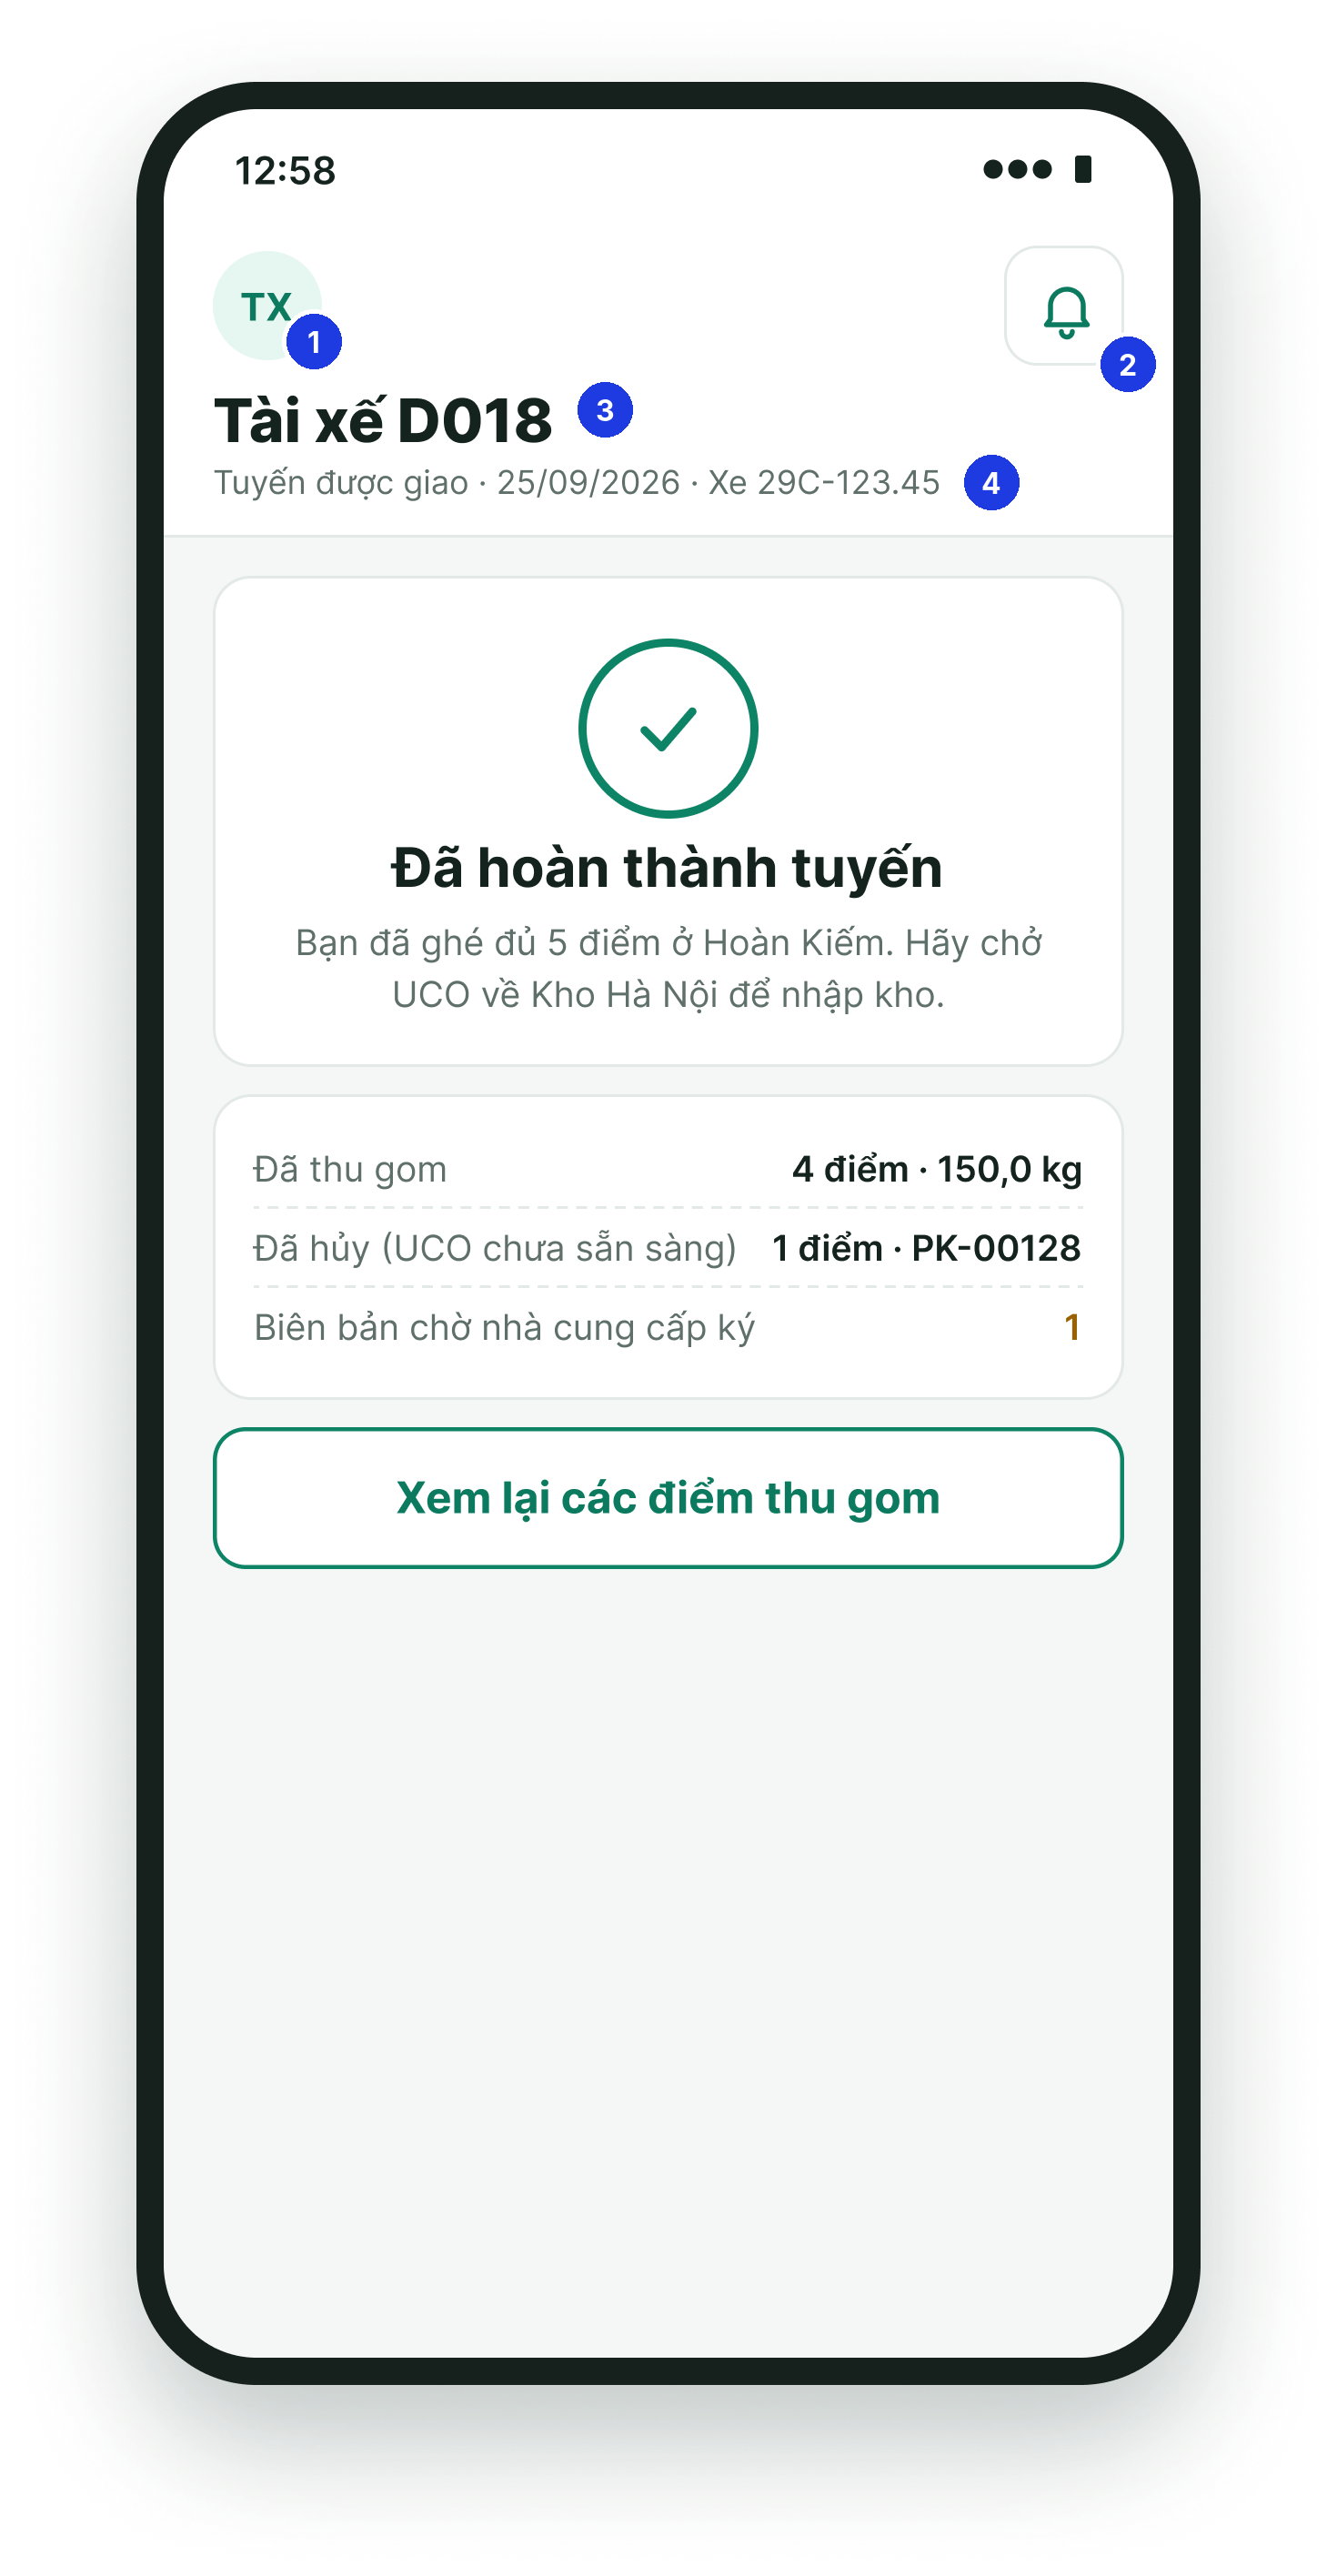 12:58
TX
1
2
Tài xế D018
3
Tuyến được giao · 25/09/2026 · Xe 29C-123.45
4
Đã hoàn thành tuyến
Bạn đã ghé đủ 5 điểm ở Hoàn Kiếm. Hãy chở
UCO về Kho Hà Nội để nhập kho.
Đã thu gom 4 điểm · 150,0 kg
Đã hủy (UCO chưa sẵn sàng) 1 điểm · PK-00128
Biên bản chờ nhà cung cấp ký 1
Xem lại các điểm thu gom